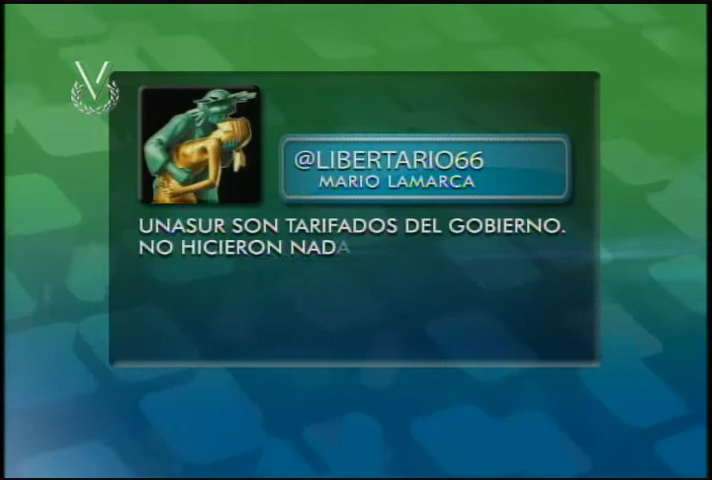 @LIBERTARIO66
MARIO LAMARCA
UNASUR SON TARIFADOS DEL GOBIERNO.
NO HICIERON NADA